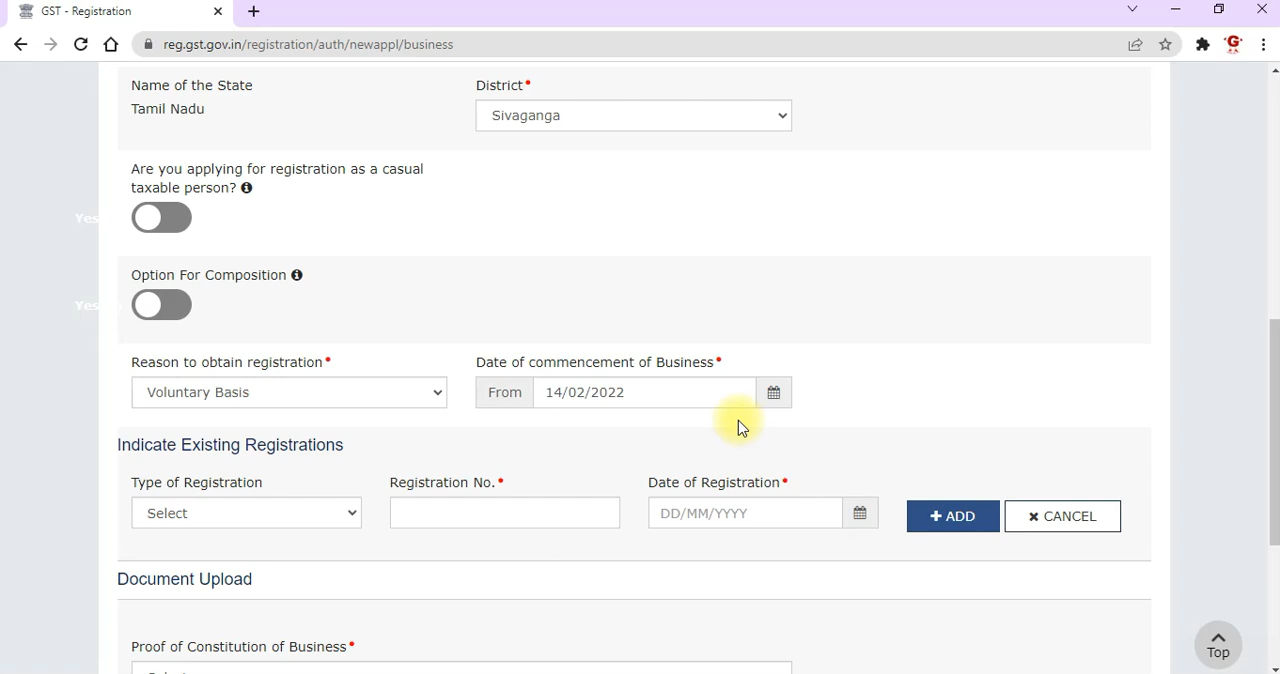 GST - Registration
reg.gst.gov.in/registration/auth/newappl/business
Name of the State
District•
Tamil Nadu
Sivaganga
Are you applying for registration as a casual
taxable person?
Yes
Option For Composition
Yes
Reason to obtain registration•
Date of commencement of Business•
Voluntary Basis
From 14/02/2022
Indicate Existing Registrations
Type of Registration
Registration No.•
Date of Registration•
Select
DD/MM/YYYY
+ ADD
✖ CANCEL
Document Upload
Proof of Constitution of Business•
Top